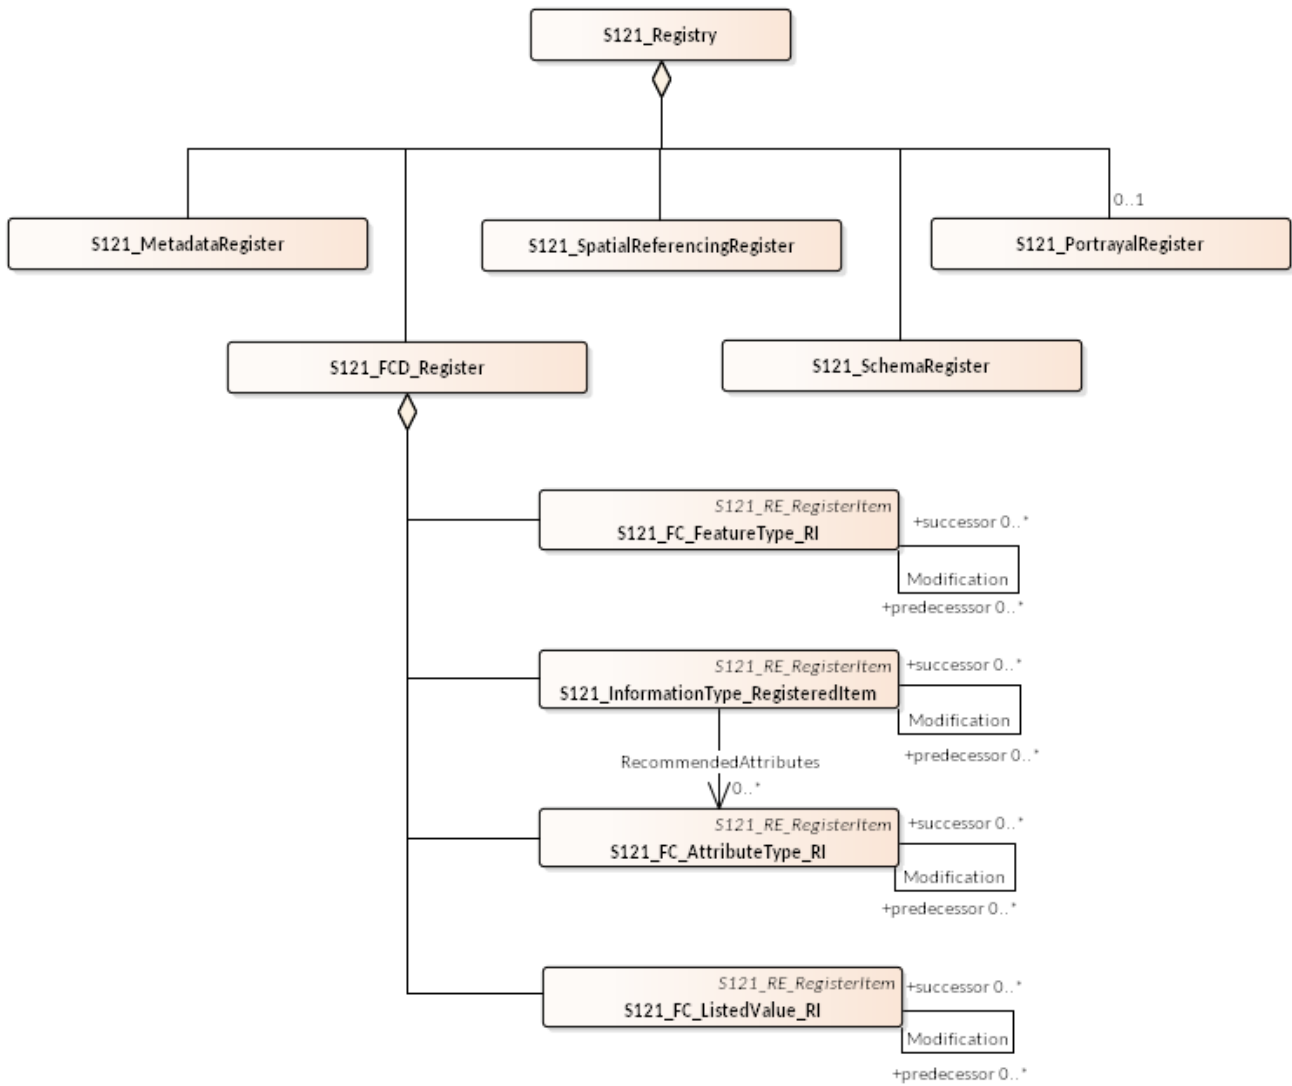 S121_Registry
0..1
S121_MetadataRegister
S121_SpatialReferencingRegister
S121_PortrayalRegister
S121_FCD_Register
S121_SchemaRegister
S121_RE_RegisterItem
S121_FC_FeatureType_RI
+successor 0..*
Modification
+predecesssor 0..*
S121_RE_RegisterItem
S121_InformationType_RegisteredItem
+successor 0..*
Modification
+predecessor 0..*
RecommendedAttributes
0..*
S121_RE_RegisterItem
S121_FC_AttributeType_RI
+successor 0..*
Modification
+predecessor 0..*
S121_RE_RegisterItem
S121_FC_ListedValue_RI
+successor 0..*
Modification
+predecessor 0..*